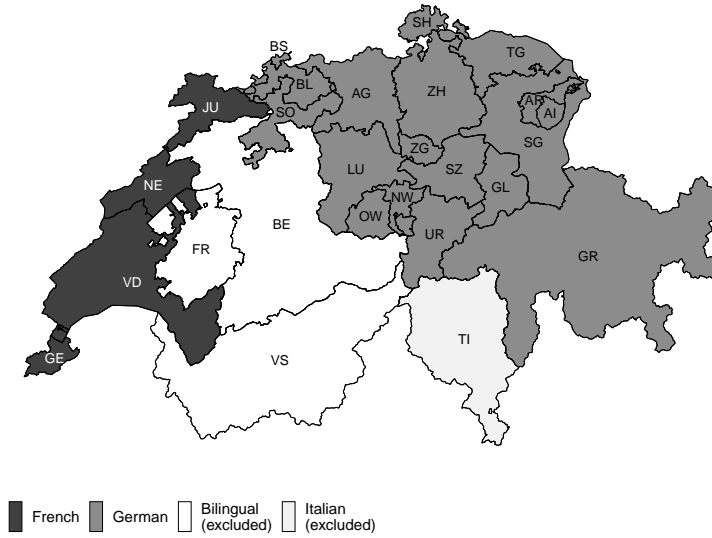 SH
BS
TG
BL
JU
AG
ZH
AR
AI
SO
ZG
SG
LU
SZ
NE
GL
NW
OW
BE
UR
FR
GR
VD
TI
GE
VS
French
German
Bilingual
(excluded)
Italian
(excluded)